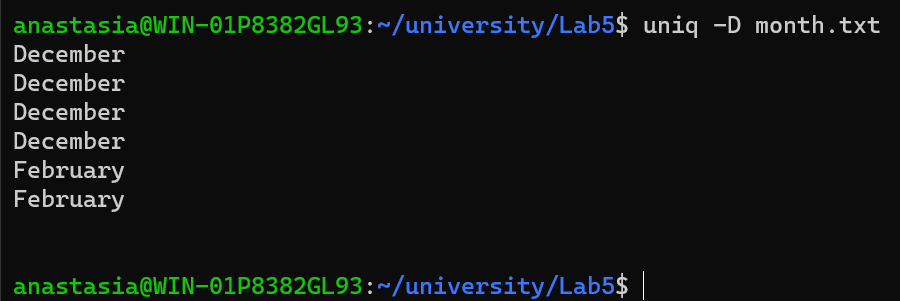 anastasia@WIN-01P8382GL93:~/university/Lab5$ uniq -D month.txt
December
December
December
December
February
February
anastasia@WIN-01P8382GL93:~/university/Lab5$